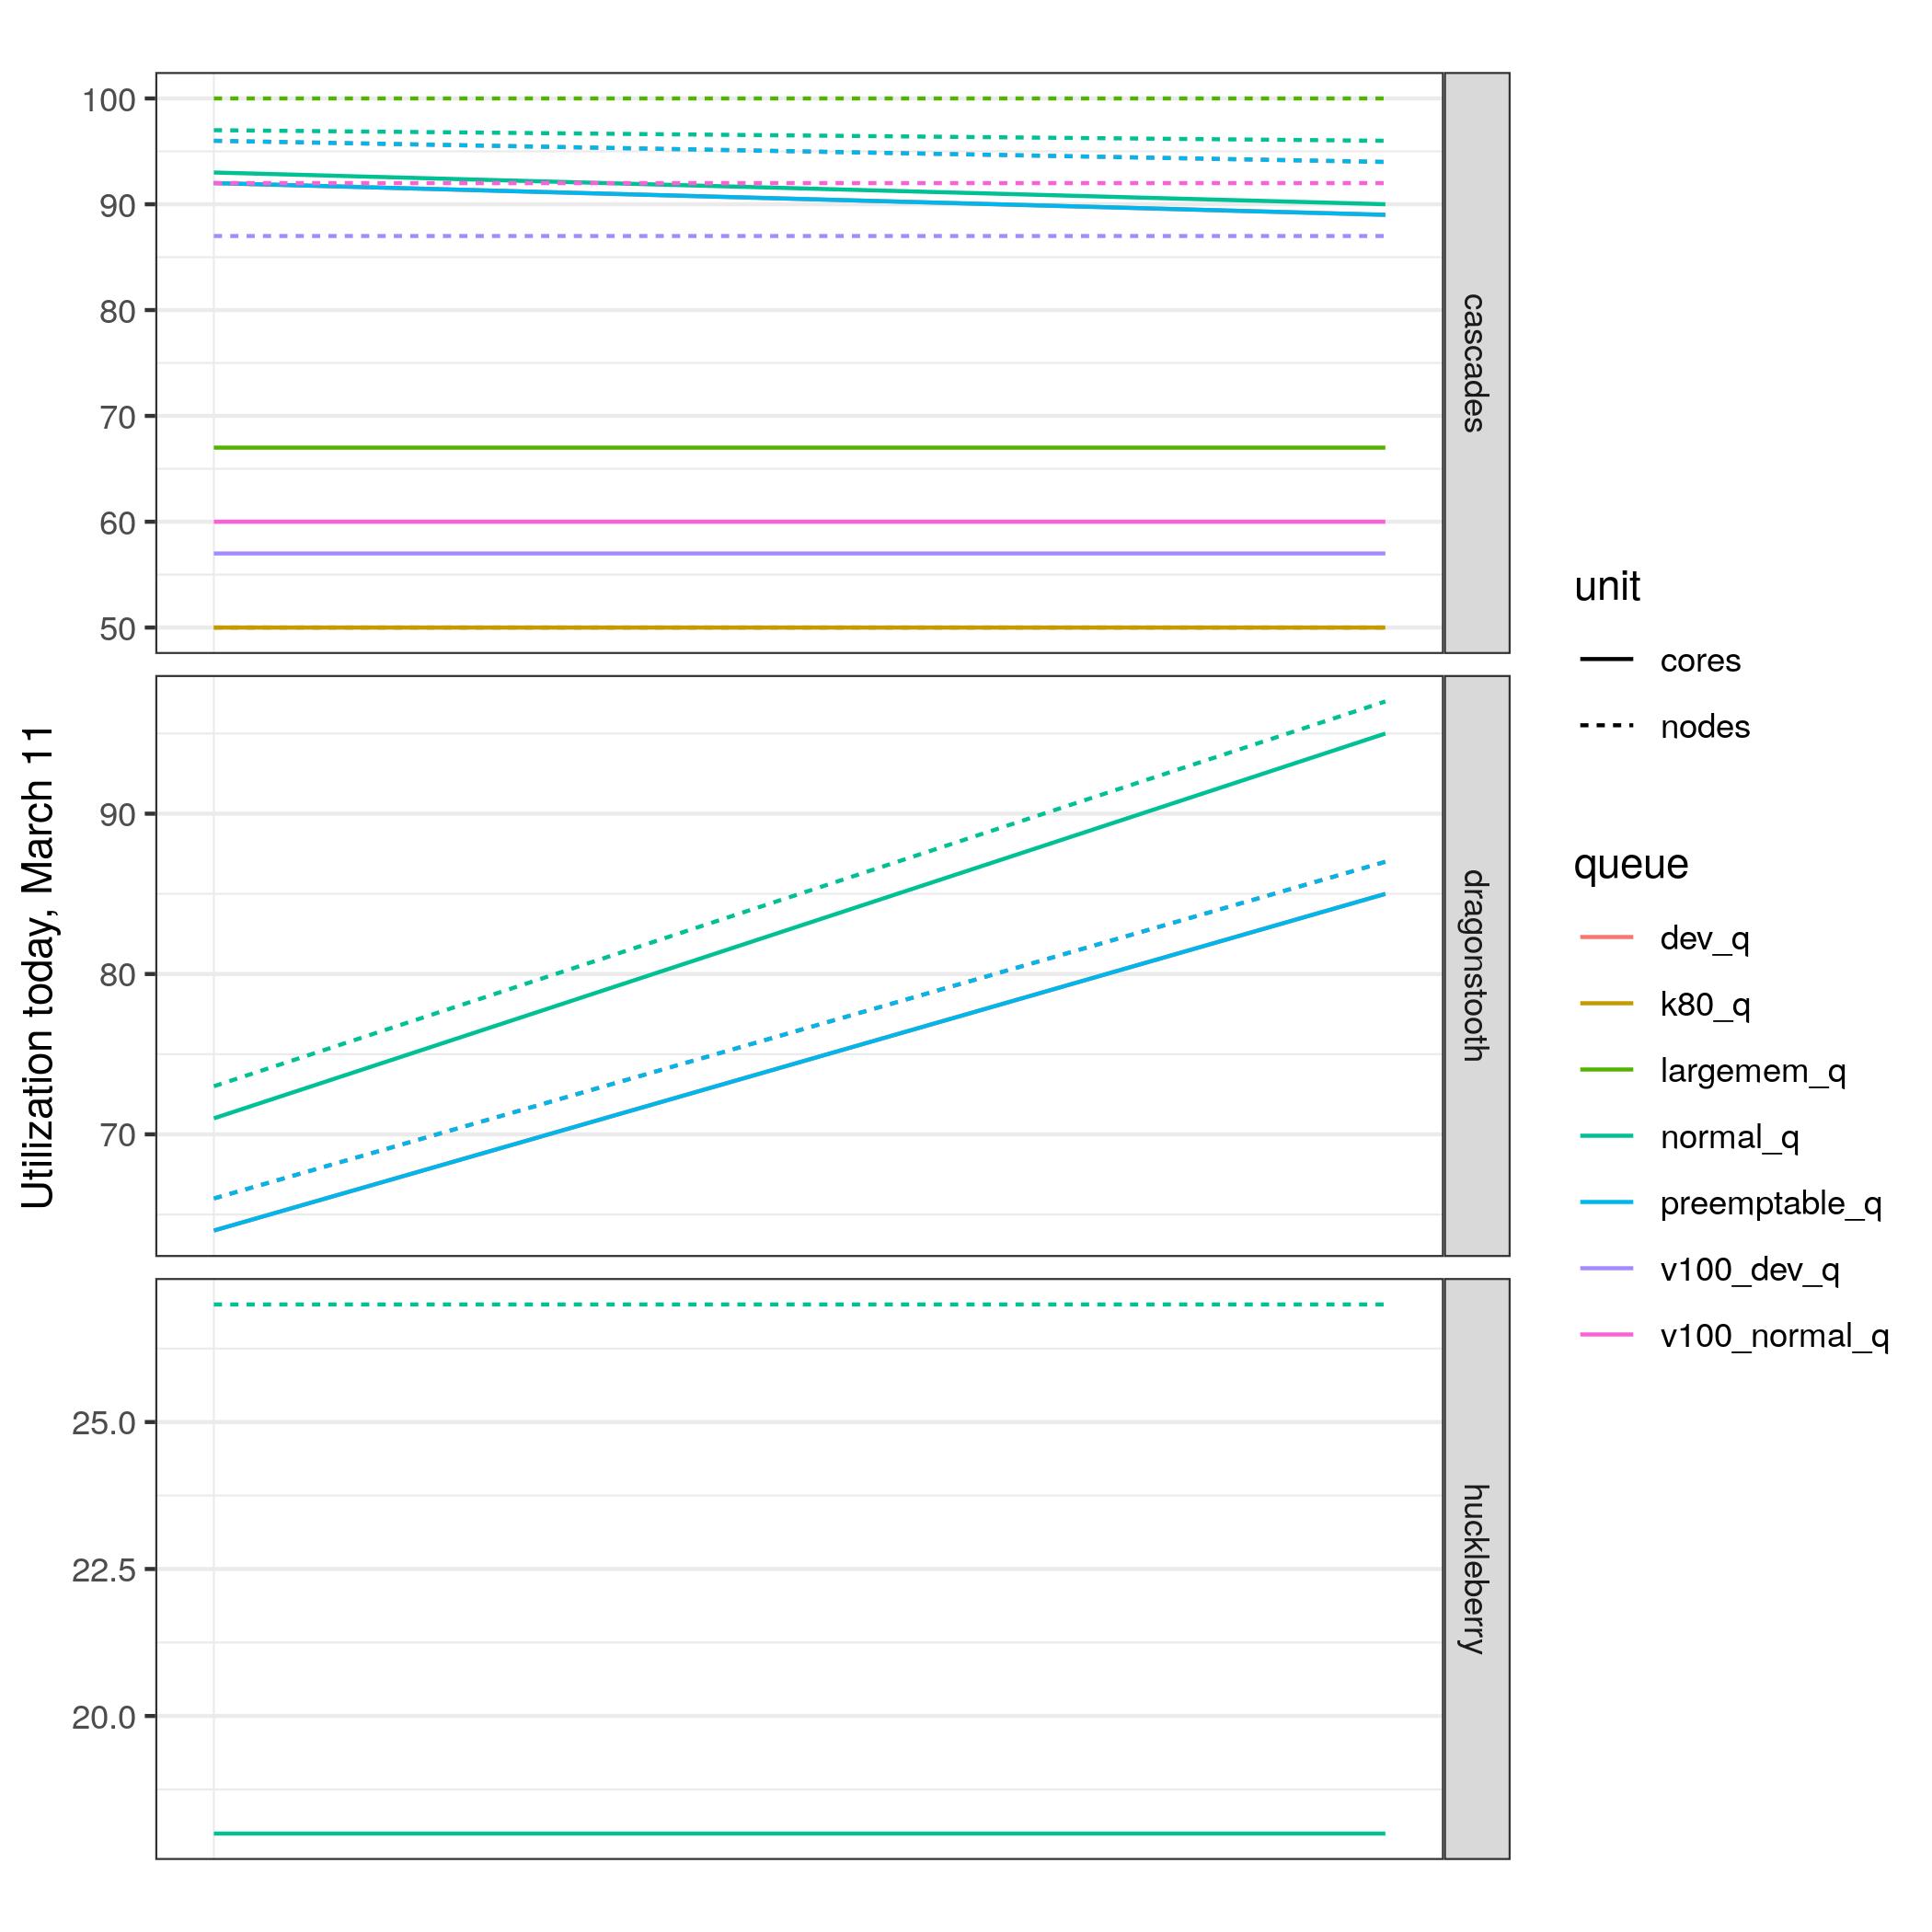 Utilization today, March 11
100
90
80
70
60
50
cascades
90
80
70
dragonstooth
25.0
22.5
20.0
huckleberry
unit
cores
nodes
queue
dev_q
k80_q
largemem_q
normal_q
preemptable_q
v100_dev_q
v100_normal_q